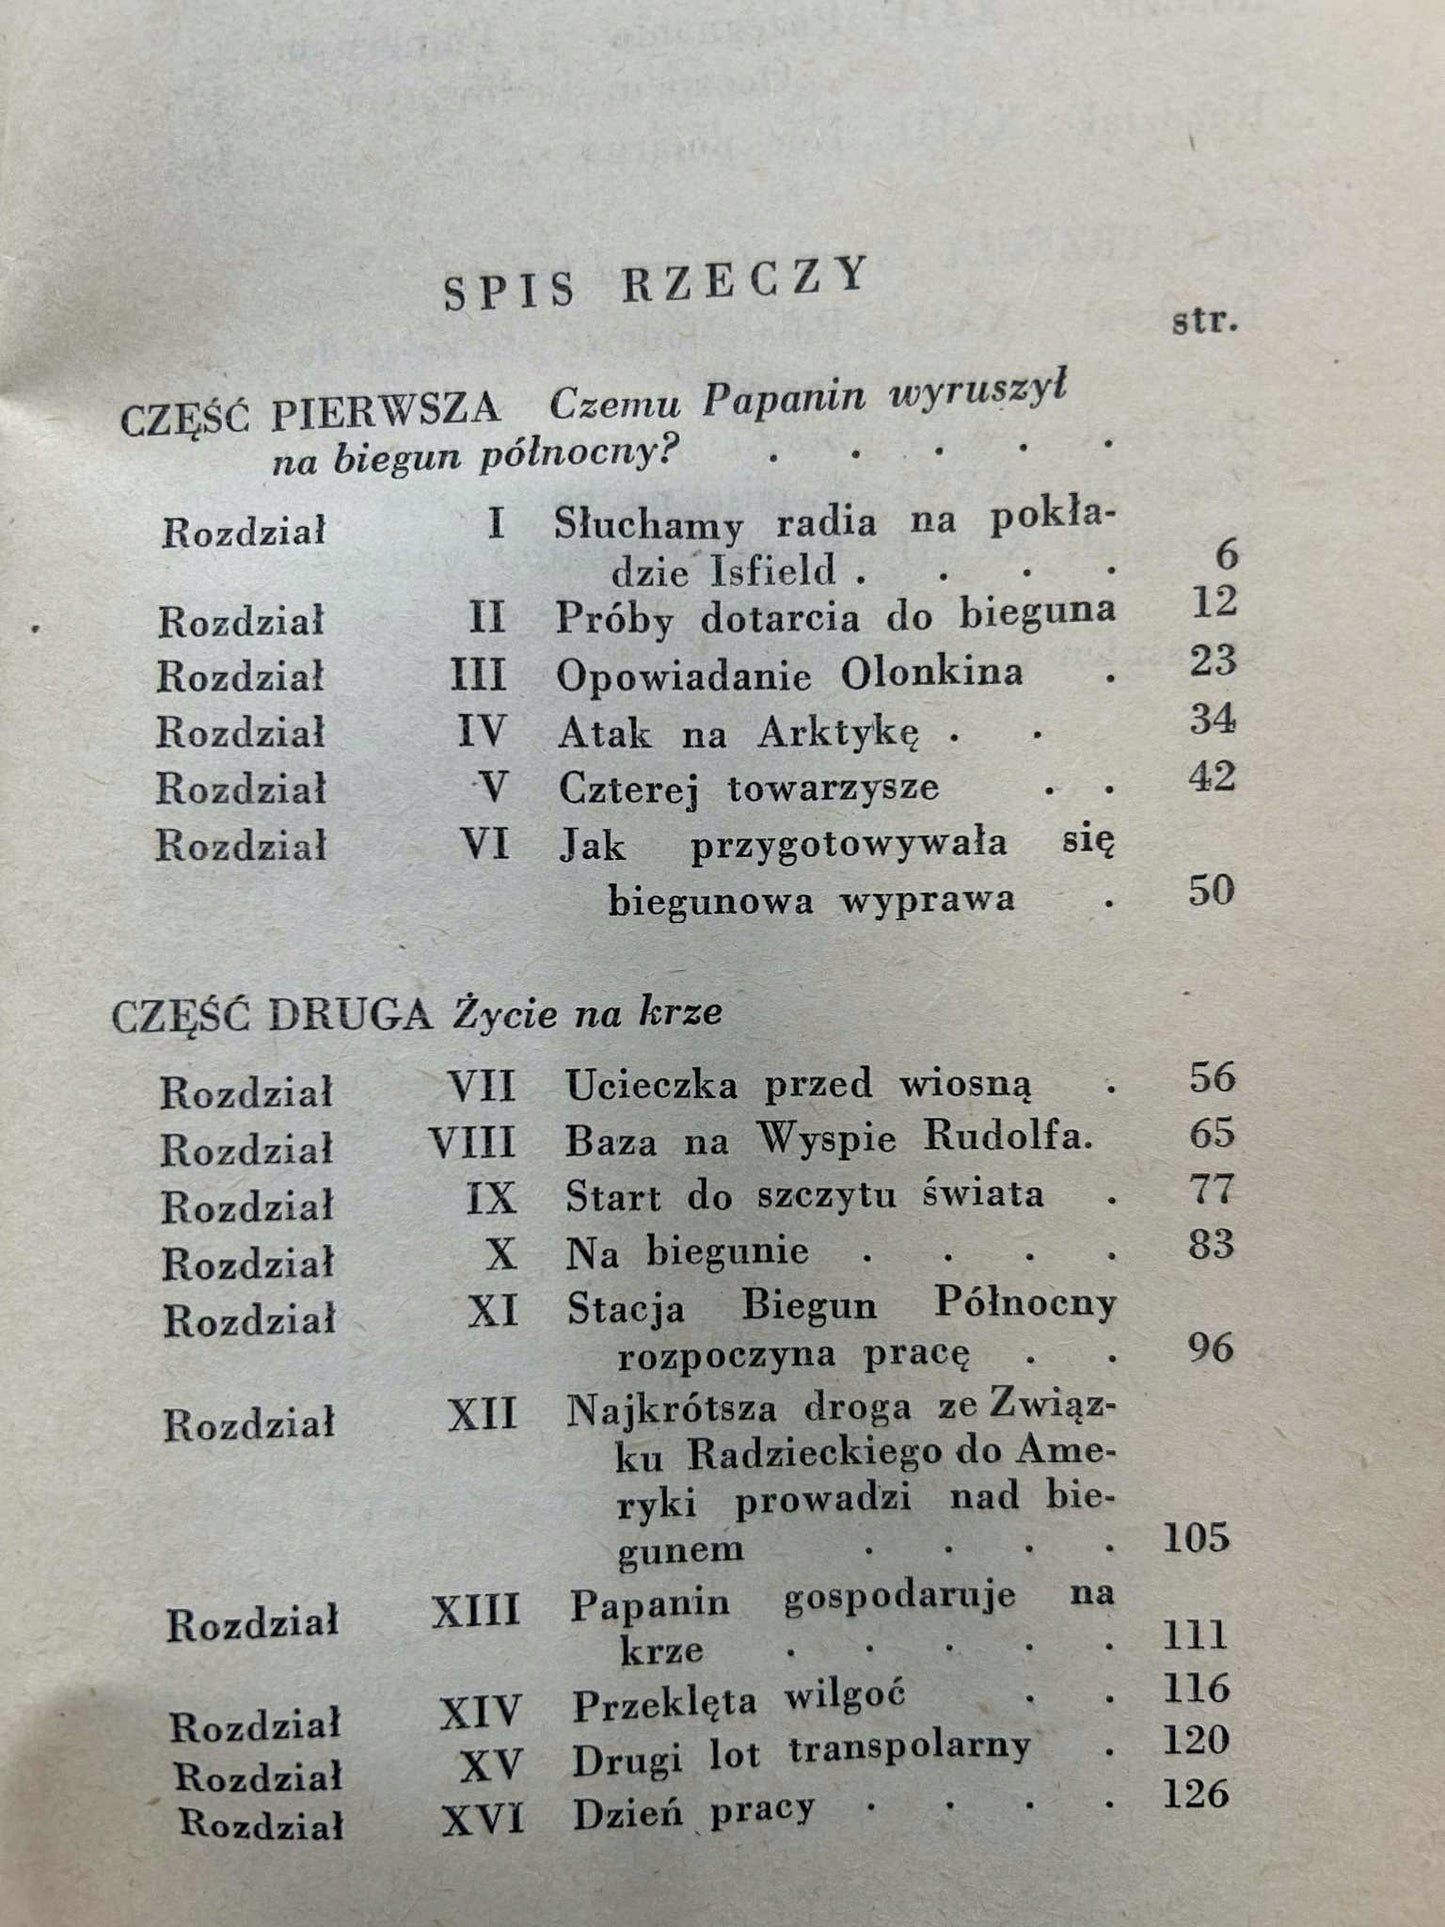 SPIS RZECZY
str.
CZĘŚĆ PIERWSZA Czemu Papanin wyruszył
na biegun północny? . . . . .
Rozdział I Słuchamy radia na pokła-
dzie Isfield . . . . 6
Rozdział II Próby dotarcia do bieguna 12
Rozdział III Opowiadanie Olonkina . 23
Rozdział IV Atak na Arktykę . . 34
Rozdział V Czterej towarzysze . . 42
Rozdział VI Jak przygotowywała się
biegunowa wyprawa . 50
CZĘŚĆ DRUGA Życie na krze
Rozdział VII Ucieczka przed wiosną . 56
Rozdział VIII Baza na Wyspie Rudolfa. 65
Rozdział IX Start do szczytu świata . 77
Rozdział X Na biegunie . . . . 83
Rozdział XI Stacja Biegun Północny
rozpoczyna pracę . . 96
Rozdział XII Najkrótsza droga ze Związ-
ku Radzieckiego do Ame-
ryki prowadzi nad bie-
gunem . . . . 105
Rozdział XIII Papanin gospodaruje na
krze . . . . . 111
Rozdział XIV Przeklęta wilgoć . . 116
Rozdział XV Drugi lot transpolarny . 120
Rozdział XVI Dzień pracy . . . . 126